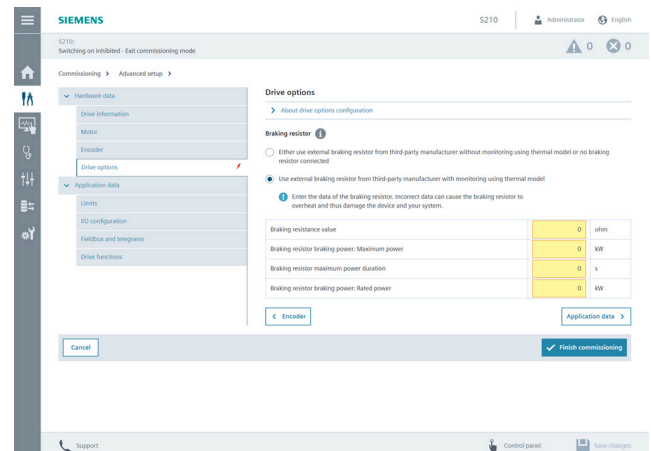 SIEMENS
S210
Administrator
English
S210:
Switching on inhibited - Exit commissioning mode
0
0
Commissioning > Advanced setup >
Hardware data
Drive information
Motor
Encoder
Drive options
Application data
Limits
I/O configuration
Fieldbus and telegrams
Drive functions
Drive options
> About drive options configuration
Braking resistor
Either use external braking resistor from third-party manufacturer without monitoring using thermal model or no braking
resistor connected
Use external braking resistor from third-party manufacturer with monitoring using thermal model
Enter the data of the braking resistor. Incorrect data can cause the braking resistor to
overheat and thus damage the device and your system.
Braking resistance value 0 ohm
Braking resistor braking power: Maximum power 0 kW
Braking resistor maximum power duration 0 s
Braking resistor braking power: Rated power 0 kW
< Encoder
Application data >
Cancel
Finish commissioning
Support
Control panel
Save changes